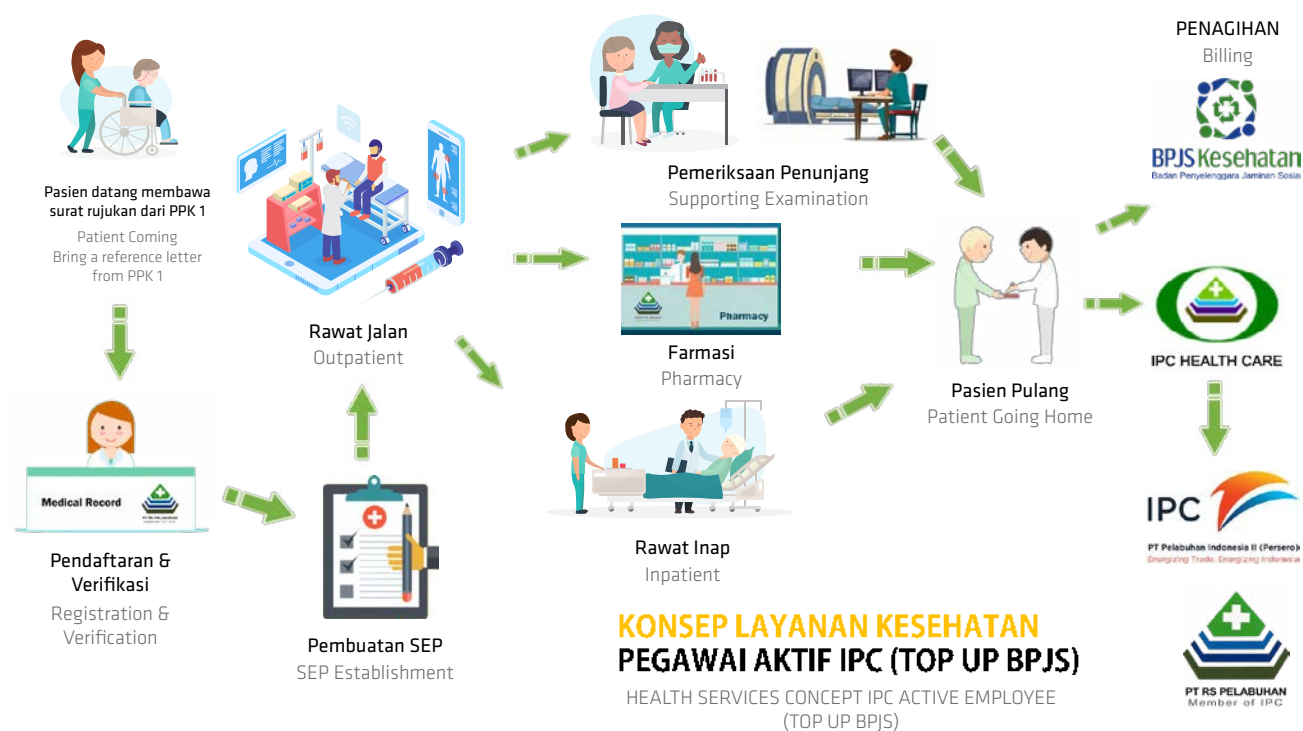 Pasien datang membawa
surat rujukan dari PPK 1
Patient Coming
Bring a reference letter
from PPK 1
Medical Record
PT RS PELABUHAN
Pendaftaran &
Verifikasi
Registration &
Verification
Pembuatan SEP
SEP Establishment
Rawat Jalan
Outpatient
Pemeriksaan Penunjang
Supporting Examination
Pharmacy
Farmasi
Pharmacy
Rawat Inap
Inpatient
Pasien Pulang
Patient Going Home
PENAGIHAN
Billing
BPJS Kesehatan
Badan Penyelenggara Jaminan Sosial
IPC HEALTH CARE
IPC
PT Pelabuhan Indonesia II (Persero)
Energizing Trade, Energizing Indonesia
PT RS PELABUHAN
Member of IPC
KONSEP LAYANAN KESEHATAN
PEGAWAI AKTIF IPC (TOP UP BPJS)
HEALTH SERVICES CONCEPT IPC ACTIVE EMPLOYEE
(TOP UP BPJS)